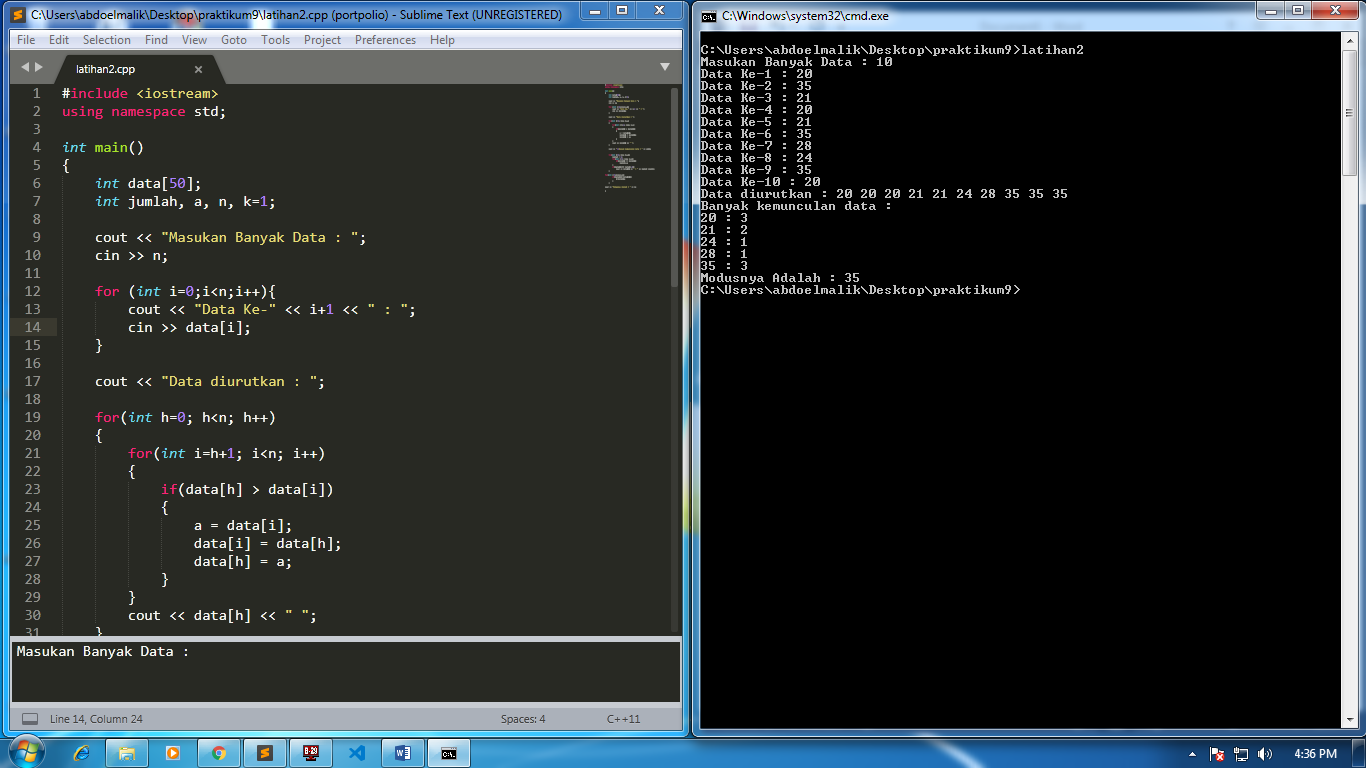 C:\Users\abdoelmalik\Desktop\praktikum9\latihan2.cpp (portpolio) - Sublime Text (UNREGISTERED)
File Edit Selection Find View Goto Tools Project Preferences Help
latihan2.cpp
1 #include <iostream>
2 using namespace std;
3
4 int main()
5 {
6 int data[50];
7 int jumlah, a, n, k=1;
8
9 cout << "Masukan Banyak Data : ";
10 cin >> n;
11
12 for (int i=0;i<n;i++){
13 cout << "Data Ke-" << i+1 << " : ";
14 cin >> data[i];
15 }
16
17 cout << "Data diurutkan : ";
18
19 for(int h=0; h<n; h++)
20 {
21 for(int i=h+1; i<n; i++)
22 {
23 if(data[h] > data[i])
24 {
25 a = data[i];
26 data[i] = data[h];
27 data[h] = a;
28 }
29 }
30 cout << data[h] << " ";
31 }
Masukan Banyak Data :
Line 14, Column 24 Spaces: 4 C++11
C:\Windows\system32\cmd.exe
C:\Users\abdoelmalik\Desktop\praktikum9>latihan2
Masukan Banyak Data : 10
Data Ke-1 : 20
Data Ke-2 : 35
Data Ke-3 : 21
Data Ke-4 : 20
Data Ke-5 : 21
Data Ke-6 : 35
Data Ke-7 : 28
Data Ke-8 : 24
Data Ke-9 : 35
Data Ke-10 : 20
Data diurutkan : 20 20 20 21 21 24 28 35 35 35
Banyak kemunculan data :
20 : 3
21 : 2
24 : 1
28 : 1
35 : 3
Modusnya Adalah : 35
C:\Users\abdoelmalik\Desktop\praktikum9>
4:36 PM